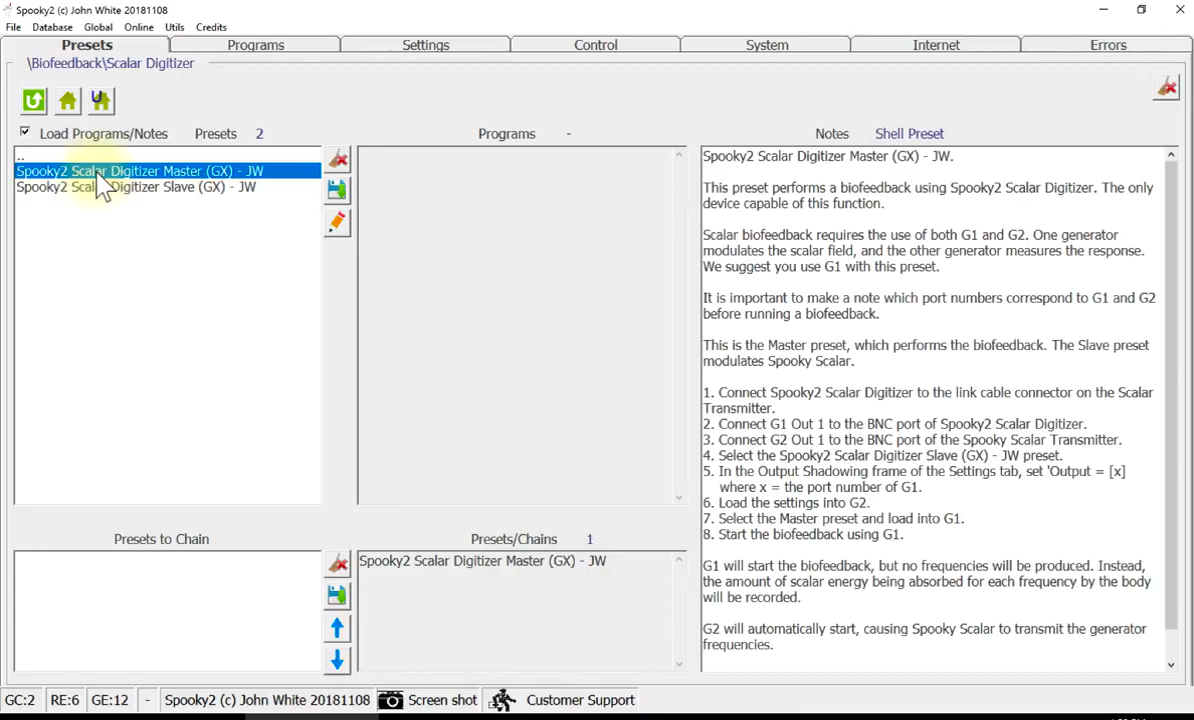 Spooky2 (c) John White 20181108
File Database Global Online Utils Credits
Presets Programs Settings Control System Internet Errors
\Biofeedback\Scalar Digitizer
Load Programs/Notes Presets 2 Programs - Notes Shell Preset
..
Spooky2 Scalar Digitizer Master (GX) - JW
Spooky2 Scalar Digitizer Slave (GX) - JW
Spooky2 Scalar Digitizer Master (GX) - JW.
This preset performs a biofeedback using Spooky2 Scalar Digitizer. The only
device capable of this function.
Scalar biofeedback requires the use of both G1 and G2. One generator
modulates the scalar field, and the other generator measures the response.
We suggest you use G1 with this preset.
It is important to make a note which port numbers correspond to G1 and G2
before running a biofeedback.
This is the Master preset, which performs the biofeedback. The Slave preset
modulates Spooky Scalar.
1. Connect Spooky2 Scalar Digitizer to the link cable connector on the Scalar
Transmitter.
2. Connect G1 Out 1 to the BNC port of Spooky2 Scalar Digitizer.
3. Connect G2 Out 1 to the BNC port of the Spooky Scalar Transmitter.
4. Select the Spooky2 Scalar Digitizer Slave (GX) - JW preset.
5. In the Output Shadowing frame of the Settings tab, set 'Output = [x]
where x = the port number of G1.
6. Load the settings into G2.
7. Select the Master preset and load into G1.
8. Start the biofeedback using G1.
G1 will start the biofeedback, but no frequencies will be produced. Instead,
the amount of scalar energy being absorbed for each frequency by the body
will be recorded.
G2 will automatically start, causing Spooky Scalar to transmit the generator
frequencies.
Presets to Chain Presets/Chains 1
Spooky2 Scalar Digitizer Master (GX) - JW
GC:2 RE:6 GE:12 - Spooky2 (c) John White 20181108 Screen shot Customer Support